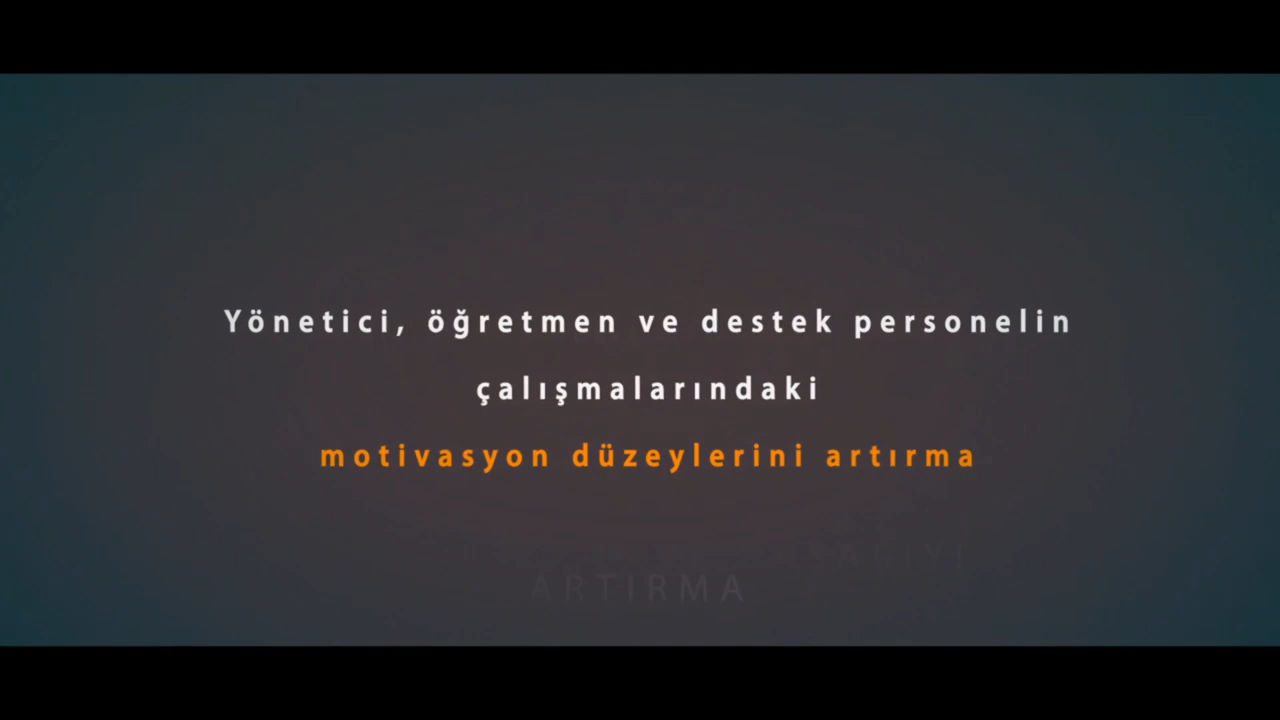 Yönetici, öğretmen ve destek personelin
çalışmalarındaki
motivasyon düzeylerini artırma
ARTIRMA